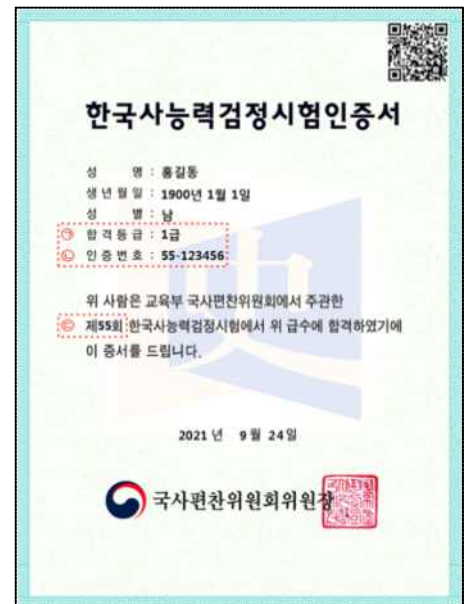 한국사능력검정시험인증서
성 명 : 홍길동
생 년 월 일 : 1900년 1월 1일
성 별 : 남
㉠ 합 격 등 급 : 1급
㉡ 인 증 번 호 : 55-123456
위 사람은 교육부 국사편찬위원회에서 주관한
㉢ 제55회 한국사능력검정시험에서 위 급수에 합격하였기에
이 증서를 드립니다.
2021 년 9 월 24 일
국사편찬위원회위원장
史